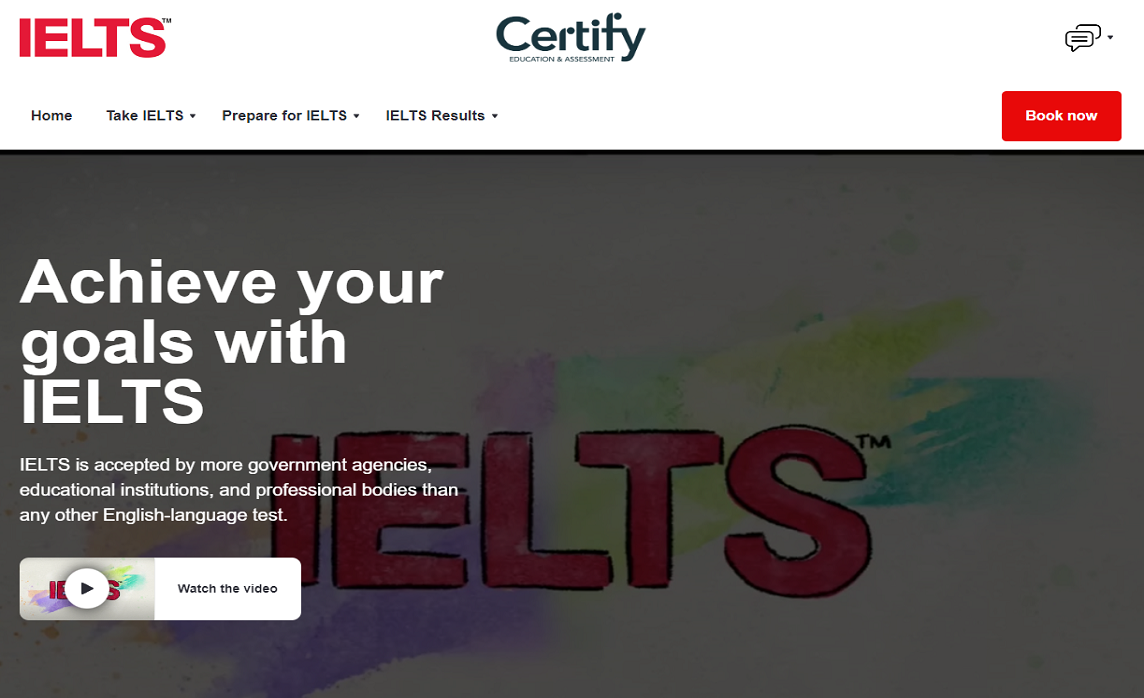 IELTS™
Certify
EDUCATION & ASSESSMENT
Home
Take IELTS
Prepare for IELTS
IELTS Results
Book now
Achieve your
goals with
IELTS
IELTS is accepted by more government agencies,
educational institutions, and professional bodies than
any other English-language test.
IELTS™
IELTS
Watch the video